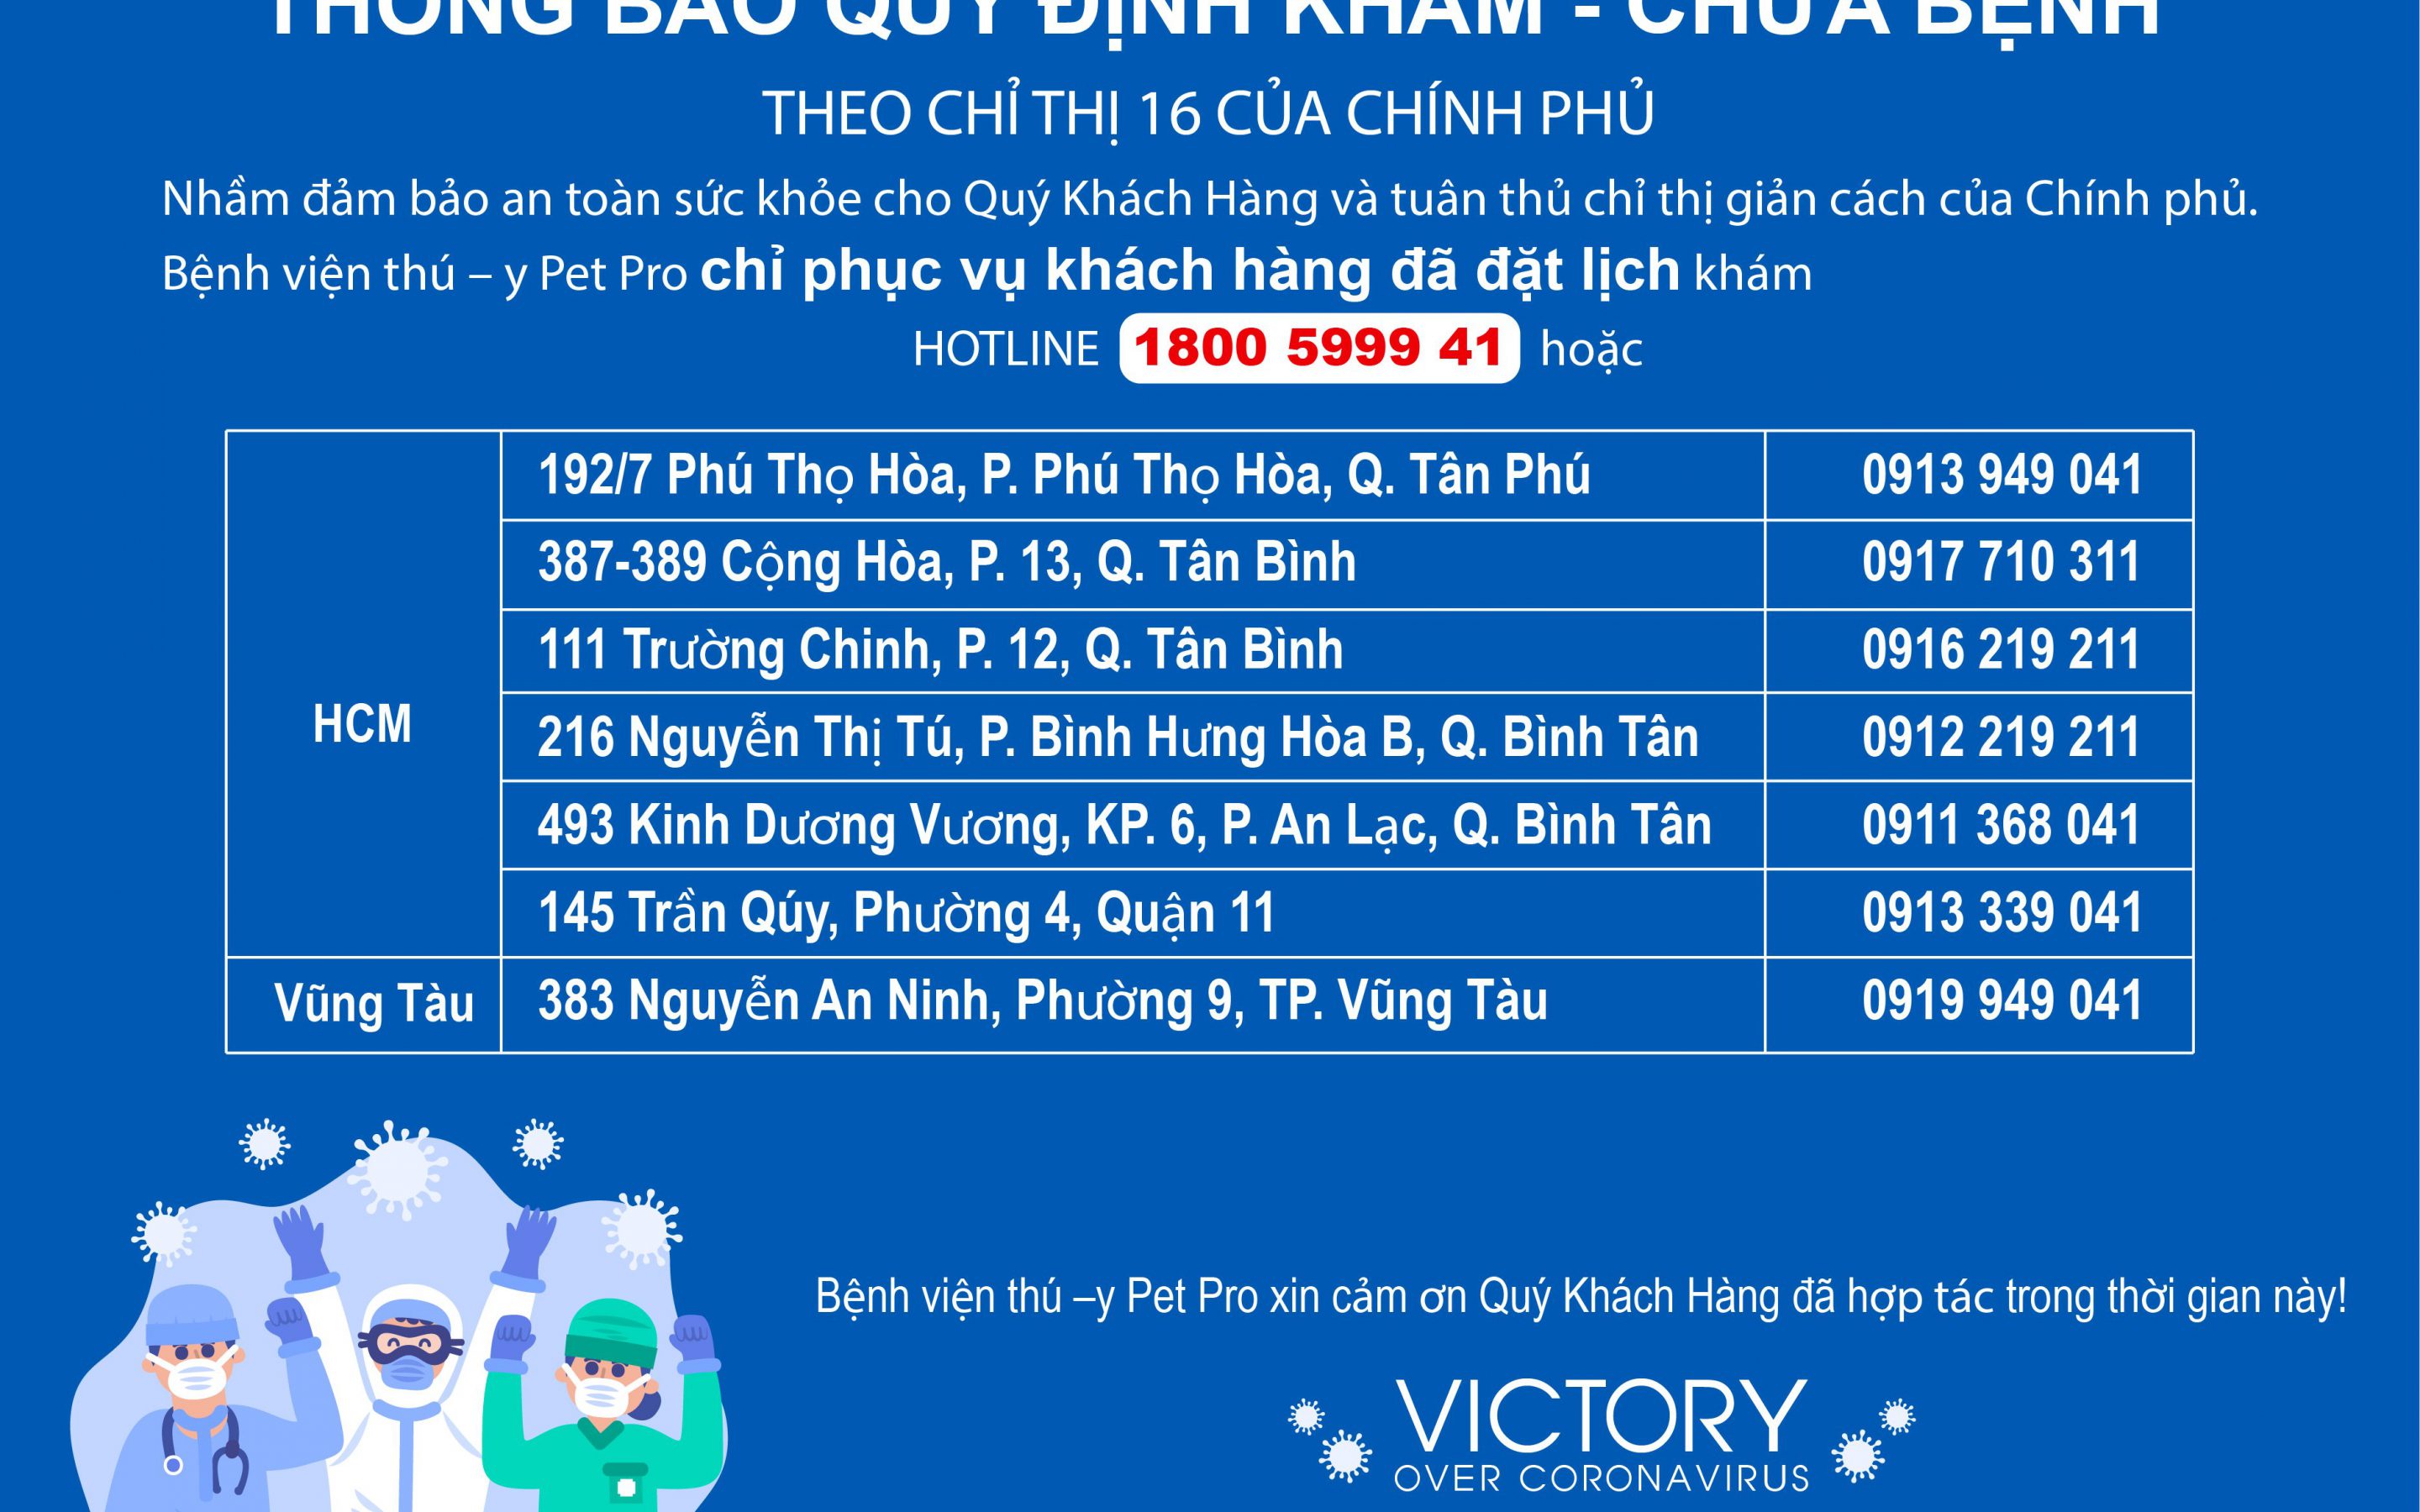 THÔNG BÁO QUY ĐỊNH KHÁM - CHỮA BỆNH
THEO CHỈ THỊ 16 CỦA CHÍNH PHỦ
Nhằm đảm bảo an toàn sức khỏe cho Quý Khách Hàng và tuân thủ chỉ thị giản cách của Chính phủ.
Bệnh viện thú – y Pet Pro chỉ phục vụ khách hàng đã đặt lịch khám
HOTLINE 1800 5999 41 hoặc
192/7 Phú Thọ Hòa, P. Phú Thọ Hòa, Q. Tân Phú 0913 949 041
387-389 Cộng Hòa, P. 13, Q. Tân Bình 0917 710 311
111 Trường Chinh, P. 12, Q. Tân Bình 0916 219 211
HCM
216 Nguyễn Thị Tú, P. Bình Hưng Hòa B, Q. Bình Tân 0912 219 211
493 Kinh Dương Vương, KP. 6, P. An Lạc, Q. Bình Tân 0911 368 041
145 Trần Qúy, Phường 4, Quận 11 0913 339 041
Vũng Tàu 383 Nguyễn An Ninh, Phường 9, TP. Vũng Tàu 0919 949 041
Bệnh viện thú –y Pet Pro xin cảm ơn Quý Khách Hàng đã hợp tác trong thời gian này!
VICTORY
OVER CORONAVIRUS